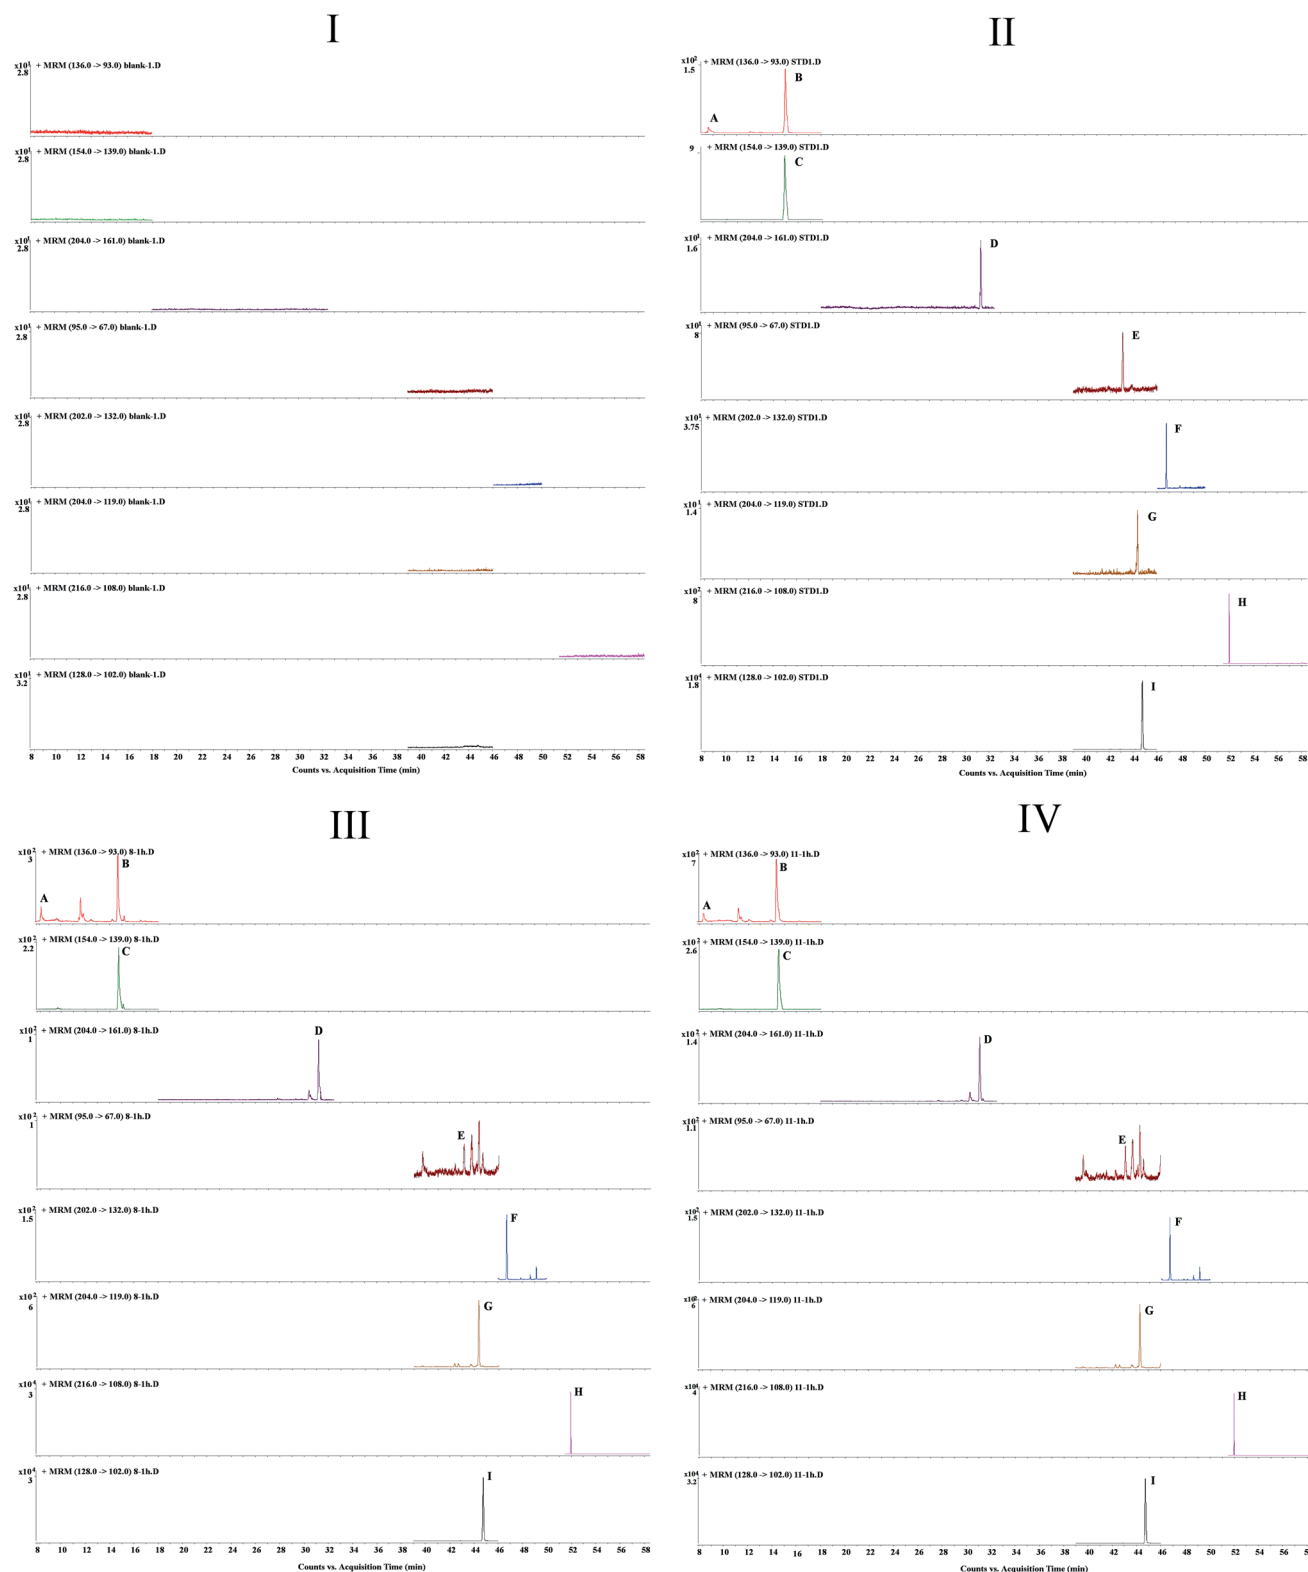 I
x10¹ + MRM (136.0 -> 93.0) blank-1.D
2.8
x10¹ + MRM (154.0 -> 139.0) blank-1.D
2.8
x10¹ + MRM (204.0 -> 161.0) blank-1.D
2.8
x10¹ + MRM (95.0 -> 67.0) blank-1.D
2.8
x10¹ + MRM (202.0 -> 132.0) blank-1.D
2.8
x10¹ + MRM (204.0 -> 119.0) blank-1.D
2.8
x10¹ + MRM (216.0 -> 108.0) blank-1.D
2.8
x10¹ + MRM (128.0 -> 102.0) blank-1.D
3.2
8 10 12 14 16 18 20 22 24 26 28 30 32 34 36 38 40 42 44 46 48 50 52 54 56 58
Counts vs. Acquisition Time (min)
II
x10² + MRM (136.0 -> 93.0) STD1.D
1.5
A
B
+ MRM (154.0 -> 139.0) STD1.D
9
C
x10¹ + MRM (204.0 -> 161.0) STD1.D
1.6
D
x10¹ + MRM (95.0 -> 67.0) STD1.D
8
E
x10¹ + MRM (202.0 -> 132.0) STD1.D
3.75
F
x10¹ + MRM (204.0 -> 119.0) STD1.D
1.4
G
x10² + MRM (216.0 -> 108.0) STD1.D
8
H
x10⁴ + MRM (128.0 -> 102.0) STD1.D
1.8
I
8 10 12 14 16 18 20 22 24 26 28 30 32 34 36 38 40 42 44 46 48 50 52 54 56 58
Counts vs. Acquisition Time (min)
III
x10² + MRM (136.0 -> 93.0) 8-1h.D
3
A
B
x10² + MRM (154.0 -> 139.0) 8-1h.D
2.2
C
x10² + MRM (204.0 -> 161.0) 8-1h.D
1
D
x10² + MRM (95.0 -> 67.0) 8-1h.D
1
E
x10² + MRM (202.0 -> 132.0) 8-1h.D
1.5
F
x10² + MRM (204.0 -> 119.0) 8-1h.D
6
G
x10⁴ + MRM (216.0 -> 108.0) 8-1h.D
3
H
x10⁴ + MRM (128.0 -> 102.0) 8-1h.D
3
I
8 10 12 14 16 18 20 22 24 26 28 30 32 34 36 38 40 42 44 46 48 50 52 54 56 58
Counts vs. Acquisition Time (min)
IV
x10² + MRM (136.0 -> 93.0) 11-1h.D
7
A
B
x10² + MRM (154.0 -> 139.0) 11-1h.D
2.6
C
x10² + MRM (204.0 -> 161.0) 11-1h.D
1.4
D
x10² + MRM (95.0 -> 67.0) 11-1h.D
1.1
E
x10² + MRM (202.0 -> 132.0) 11-1h.D
1.5
F
x10² + MRM (204.0 -> 119.0) 11-1h.D
6
G
x10⁴ + MRM (216.0 -> 108.0) 11-1h.D
4
H
x10⁴ + MRM (128.0 -> 102.0) 11-1h.D
3.2
I
8 10 12 14 16 18 20 22 24 26 28 30 32 34 36 38 40 42 44 46 48 50 52 54 56 58
Counts vs. Acquisition Time (min)